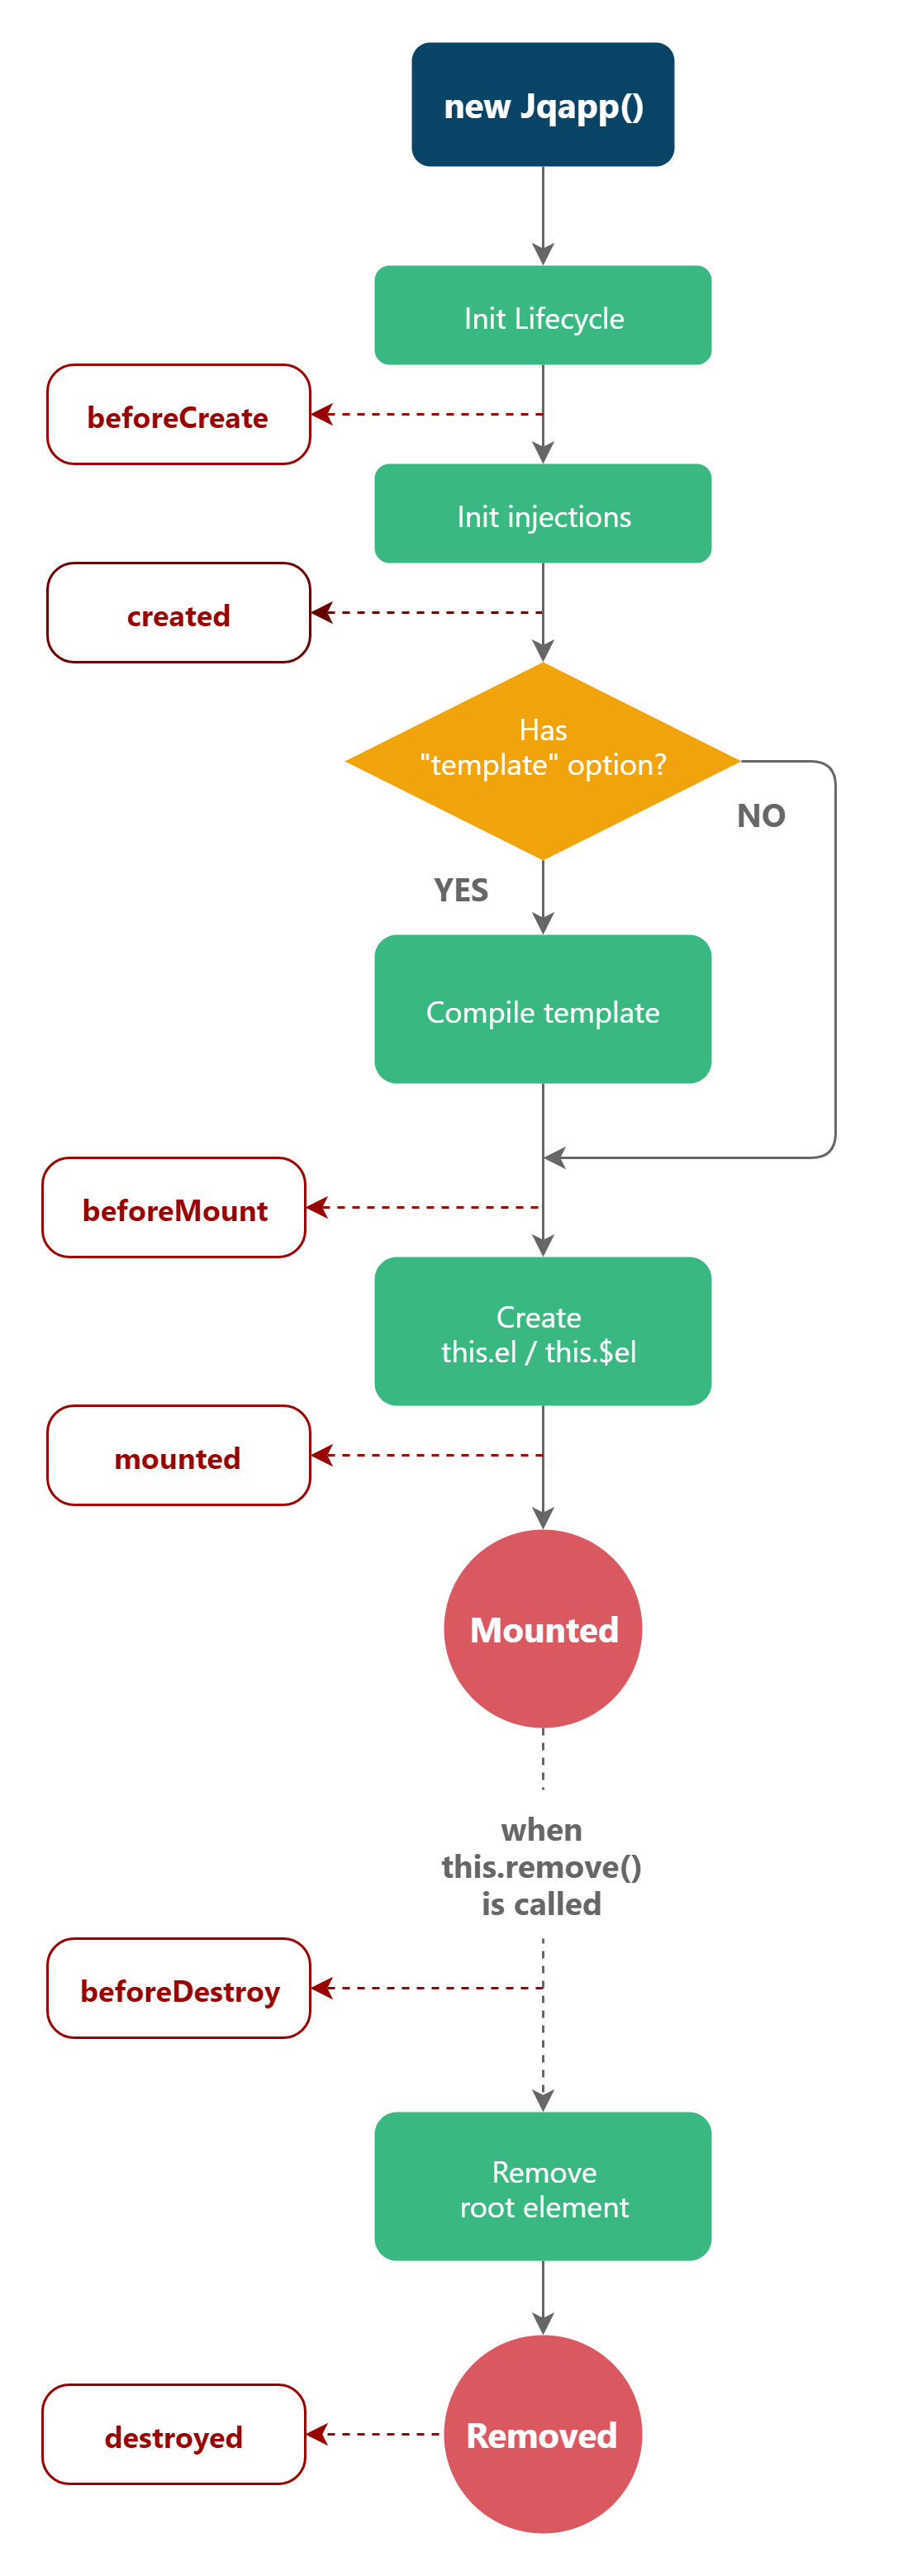 new Jqapp()
Init Lifecycle
beforeCreate
Init injections
created
Has
"template" option?
NO
YES
Compile template
beforeMount
Create
this.el / this.$el
mounted
Mounted
when
this.remove()
is called
beforeDestroy
Remove
root element
Removed
destroyed